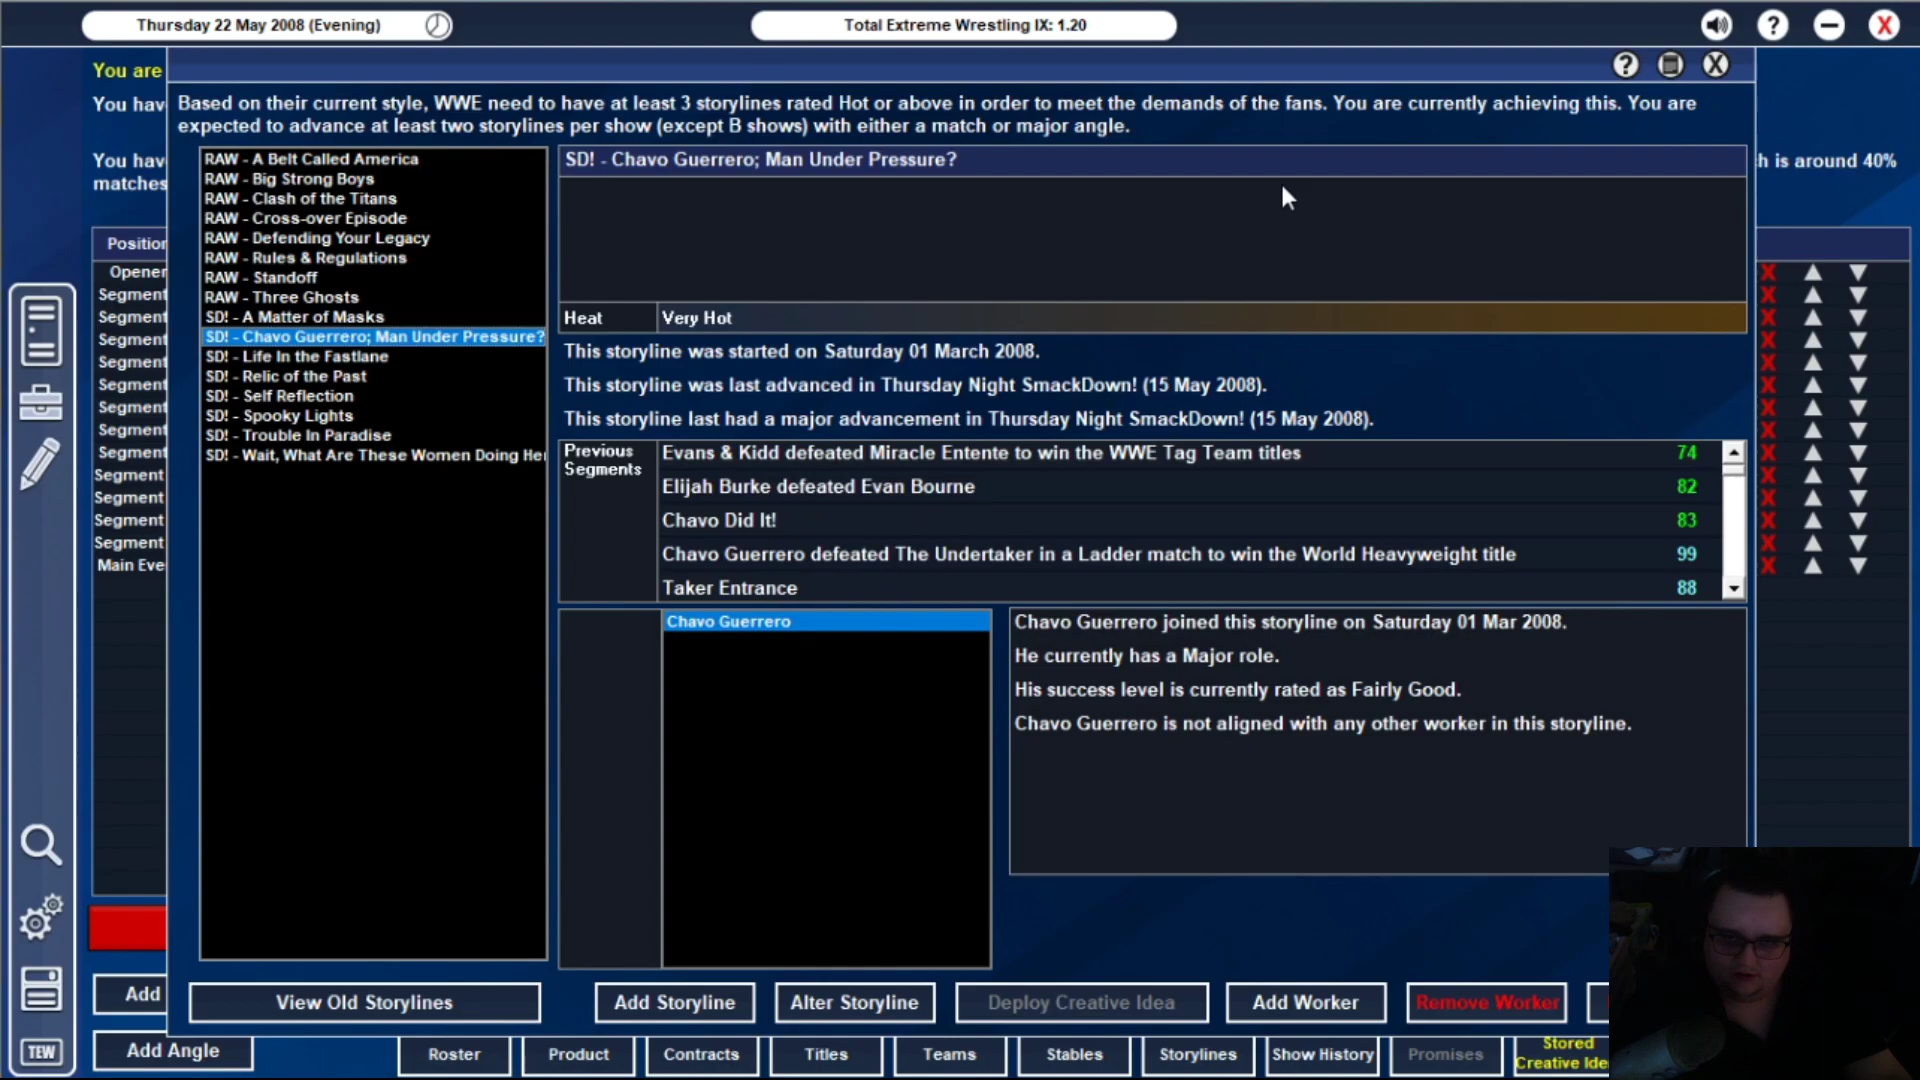 Thursday 22 May 2008 (Evening)
Total Extreme Wrestling IX: 1.20
You are
You hav
You hav
matches
h is around 40%
Based on their current style, WWE need to have at least 3 storylines rated Hot or above in order to meet the demands of the fans. You are currently achieving this. You are
expected to advance at least two storylines per show (except B shows) with either a match or major angle.
Position
Opener
Segment
Segment
Segment
Segment
Segment
Segment
Segment
Segment
Segment
Segment
Segment
Segment
Main Eve
RAW - A Belt Called America
RAW - Big Strong Boys
RAW - Clash of the Titans
RAW - Cross-over Episode
RAW - Defending Your Legacy
RAW - Rules & Regulations
RAW - Standoff
RAW - Three Ghosts
SD! - A Matter of Masks
SD! - Chavo Guerrero; Man Under Pressure?
SD! - Life In the Fastlane
SD! - Relic of the Past
SD! - Self Reflection
SD! - Spooky Lights
SD! - Trouble In Paradise
SD! - Wait, What Are These Women Doing He
SD! - Chavo Guerrero; Man Under Pressure?
Heat Very Hot
This storyline was started on Saturday 01 March 2008.
This storyline was last advanced in Thursday Night SmackDown! (15 May 2008).
This storyline last had a major advancement in Thursday Night SmackDown! (15 May 2008).
Previous
Segments
Evans & Kidd defeated Miracle Entente to win the WWE Tag Team titles 74
Elijah Burke defeated Evan Bourne 82
Chavo Did It! 83
Chavo Guerrero defeated The Undertaker in a Ladder match to win the World Heavyweight title 99
Taker Entrance 88
Chavo Guerrero
Chavo Guerrero joined this storyline on Saturday 01 Mar 2008.
He currently has a Major role.
His success level is currently rated as Fairly Good.
Chavo Guerrero is not aligned with any other worker in this storyline.
Add
View Old Storylines
Add Storyline
Alter Storyline
Deploy Creative Idea
Add Worker
Remove Worker
TEW
Add Angle
Roster
Product
Contracts
Titles
Teams
Stables
Storylines
Show History
Promises
Stored
Creative Ide